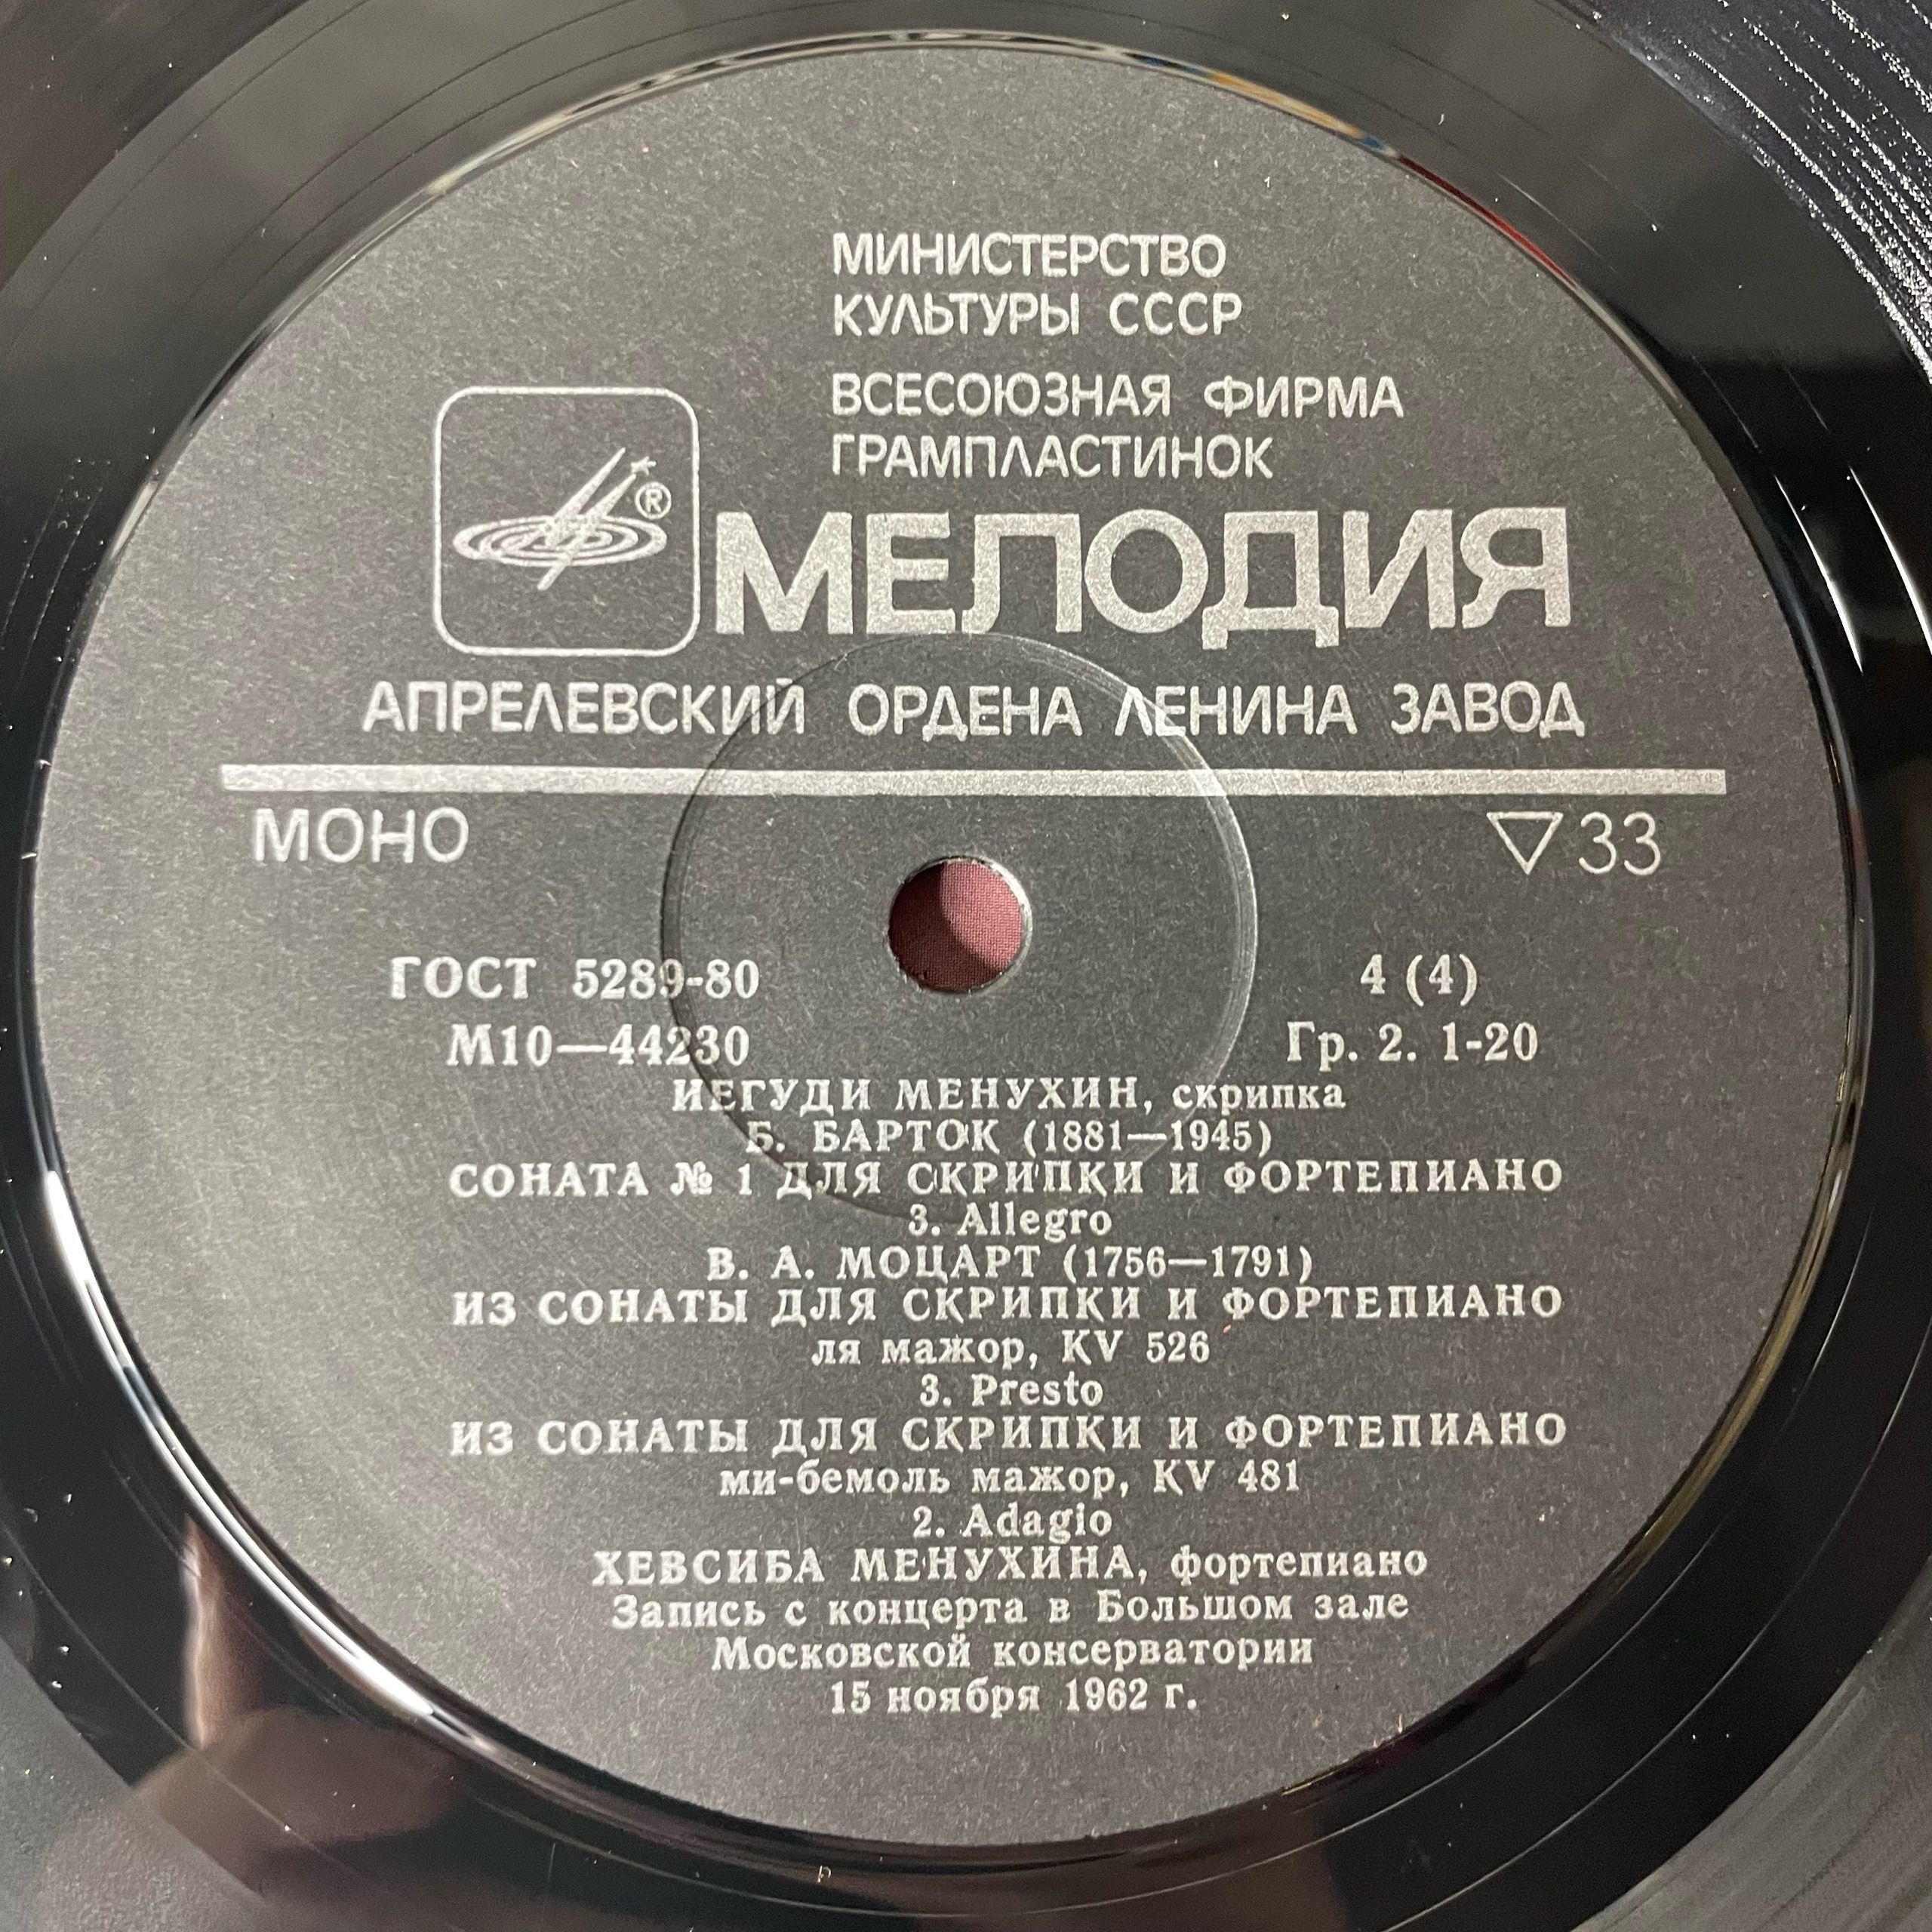 МИНИСТЕРСТВО
КУЛЬТУРЫ СССР
ВСЕСОЮЗНАЯ ФИРМА
ГРАМПЛАСТИНОК
®
МЕЛОДИЯ
АПРЕЛЕВСКИЙ ОРДЕНА ЛЕНИНА ЗАВОД
МОНО ▽33
ГОСТ 5289-80 4 (4)
М10—44230 Гр. 2. 1-20
ИЕГУДИ МЕНУХИН, скрипка
Б. БАРТОК (1881—1945)
СОНАТА № 1 ДЛЯ СКРИПКИ И ФОРТЕПИАНО
3. Allegro
В. А. МОЦАРТ (1756—1791)
ИЗ СОНАТЫ ДЛЯ СКРИПКИ И ФОРТЕПИАНО
ля мажор, KV 526
3. Presto
ИЗ СОНАТЫ ДЛЯ СКРИПКИ И ФОРТЕПИАНО
ми-бемоль мажор, KV 481
2. Adagio
ХЕВСИБА МЕНУХИНА, фортепиано
Запись с концерта в Большом зале
Московской консерватории
15 ноября 1962 г.